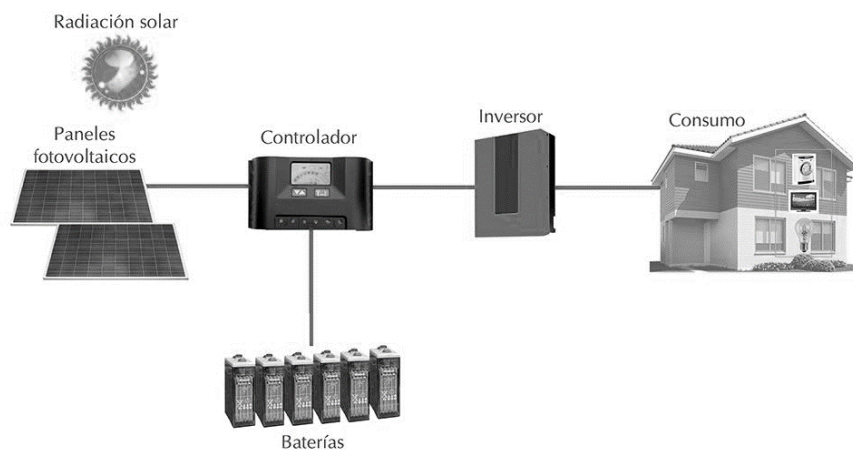 Radiación solar
Paneles
fotovoltaicos
Controlador
Inversor
Consumo
Baterías